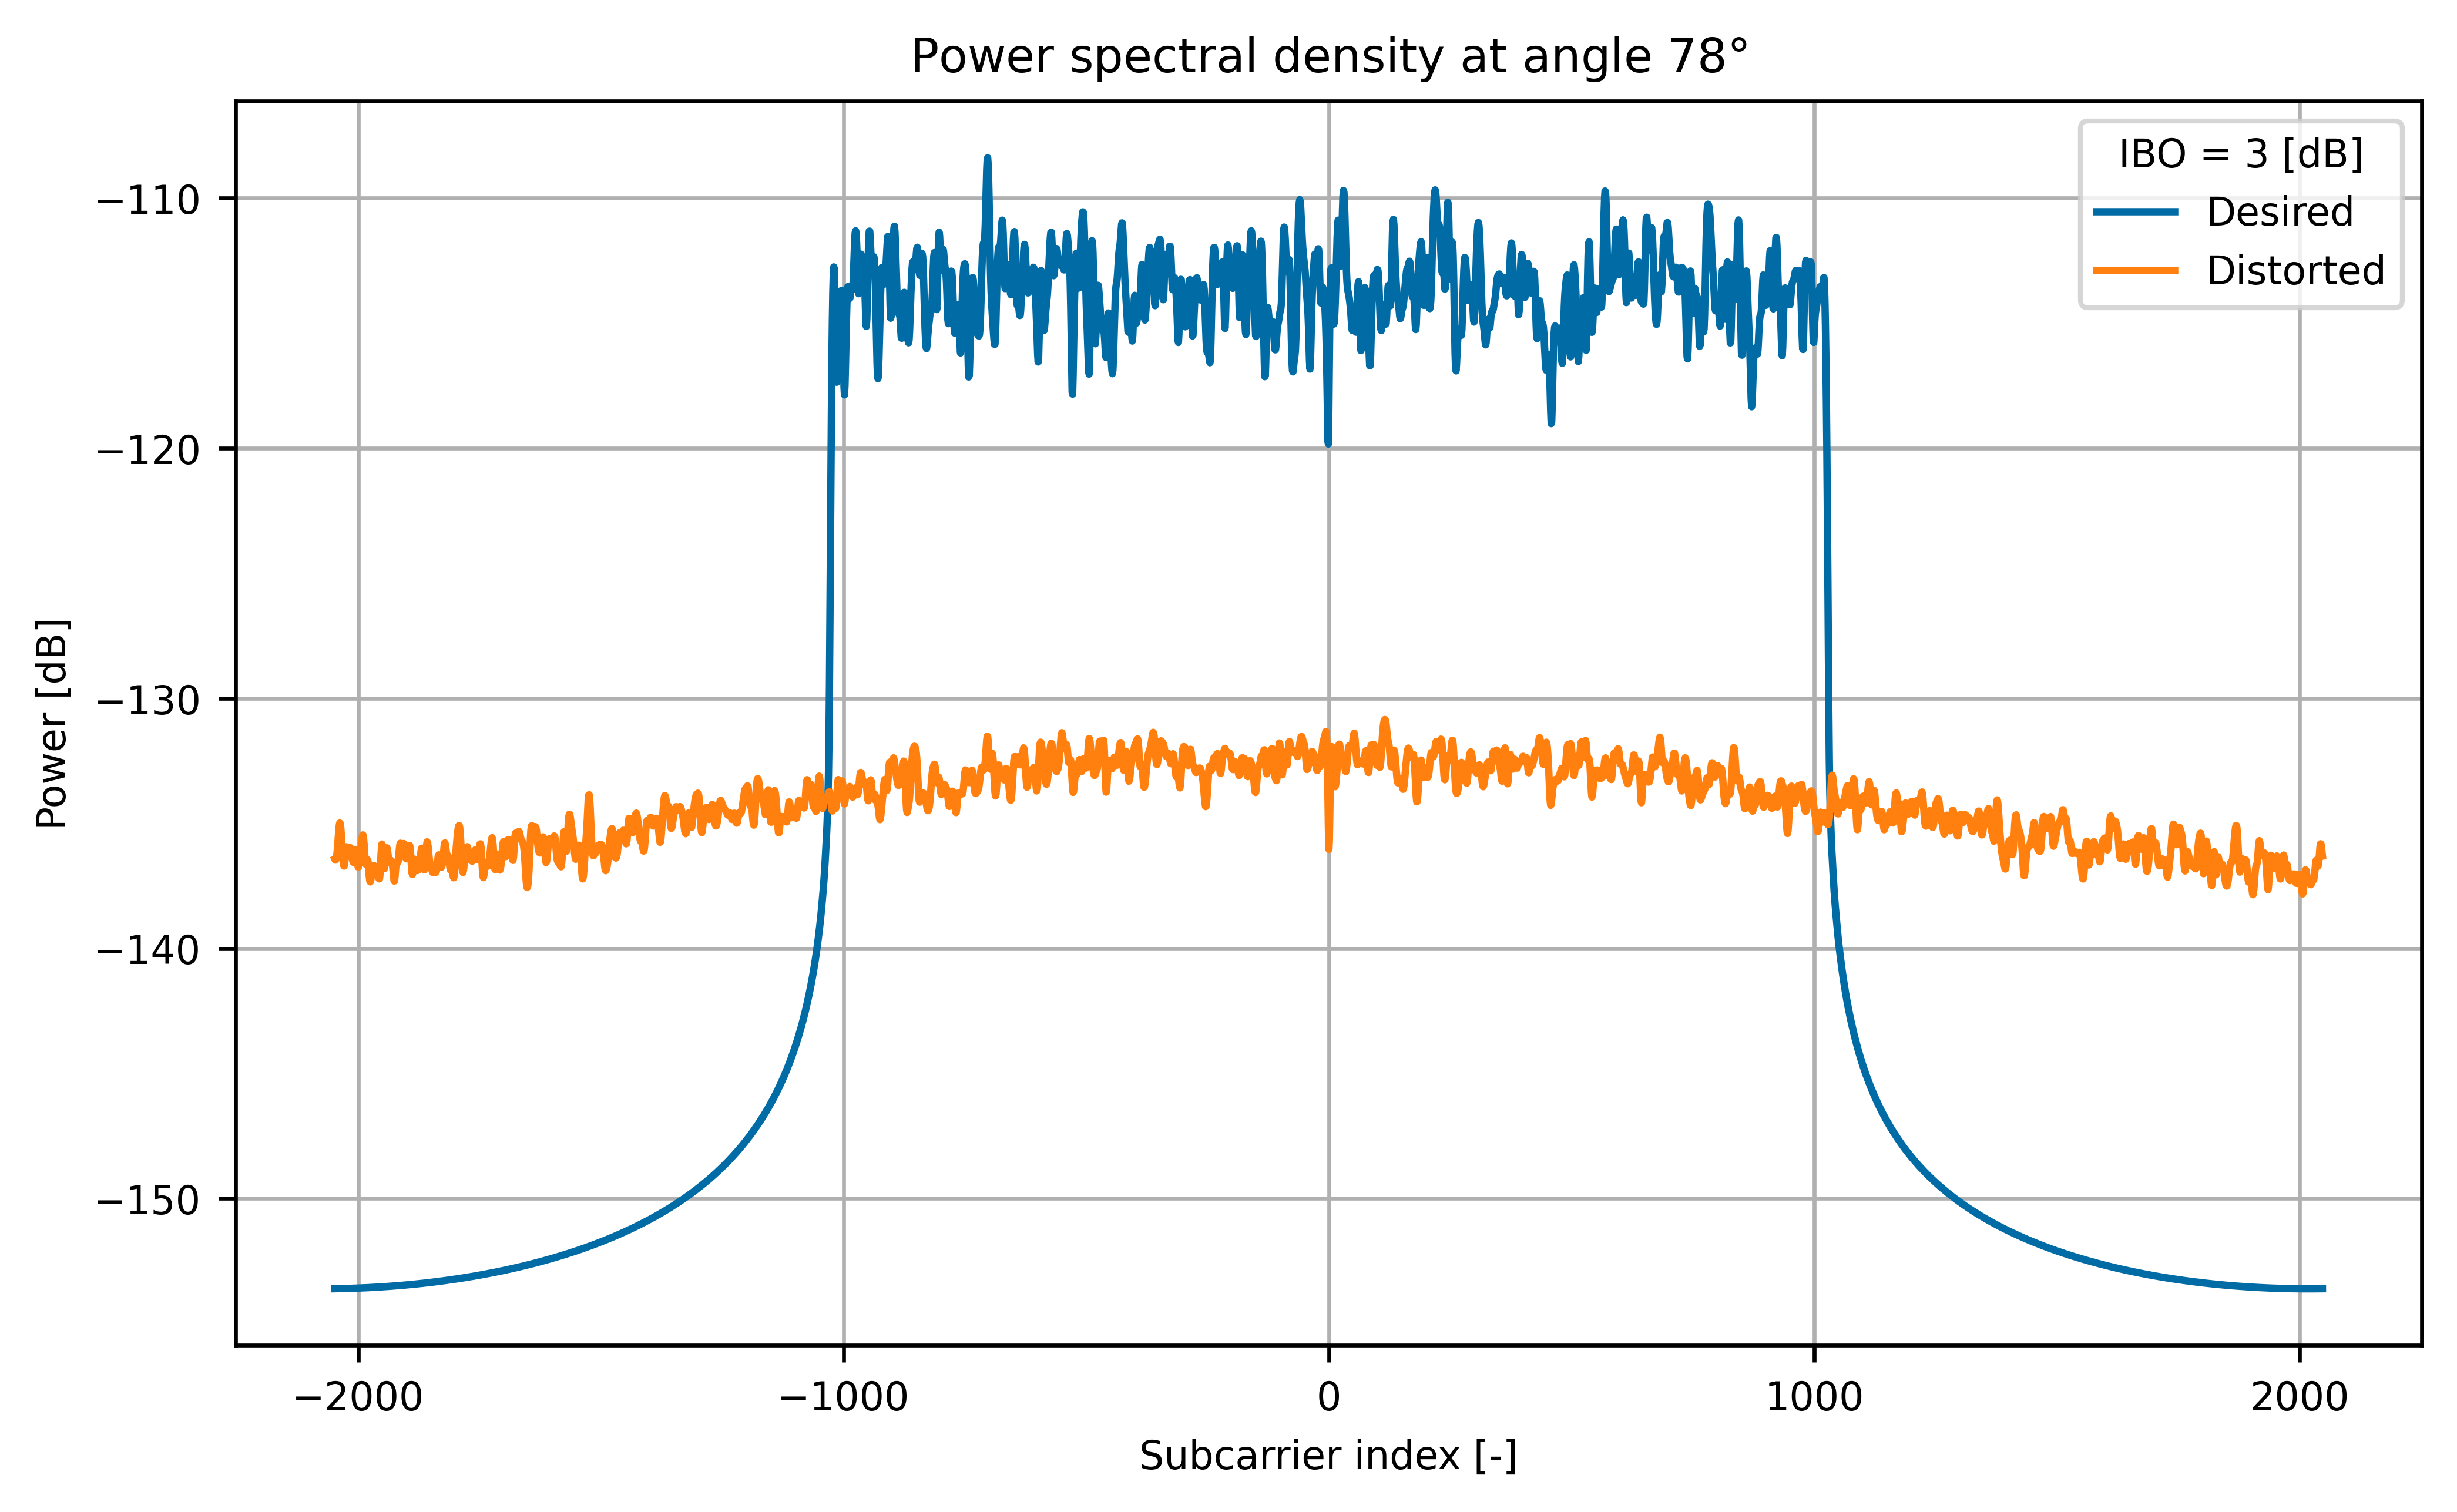 Power spectral density at angle 78°
IBO = 3 [dB]
Desired
Distorted
Power [dB]
−110
−120
−130
−140
−150
−2000
−1000
0
1000
2000
Subcarrier index [-]